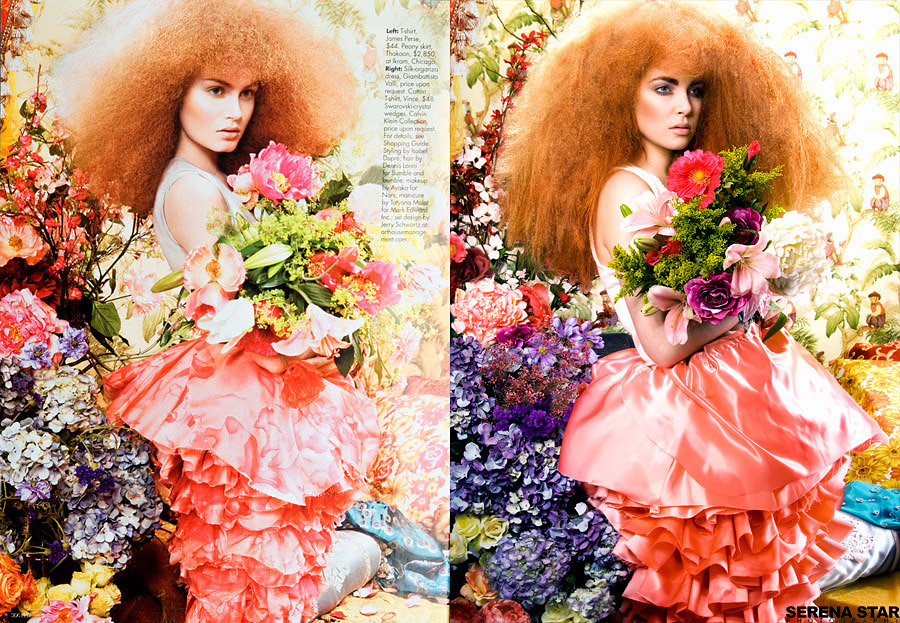 Left: T-shirt,
James Perse,
$44. Peony skirt,
Thakoon, $2,850,
at Ikram, Chicago.
Right: Silk-organza
dress, Giambattista
Valli, price upon
request. Cotton
T-shirt, Vince, $48.
Swarovski-crystal
wedges, Calvin
Klein Collection,
price upon request.
For details, see
Shopping Guide.
Styling by Isabel
Dupré; hair by
Dennis Lanni
for Bumble and
bumble; makeup
by Ayako for
Nars; manicure
by Tatyana Molot
for Mark Edward
Inc.; set design by
Jerry Schwartz at
arthousemanage
ment.com.
SERENA STAR
PHOTOGRAPHY